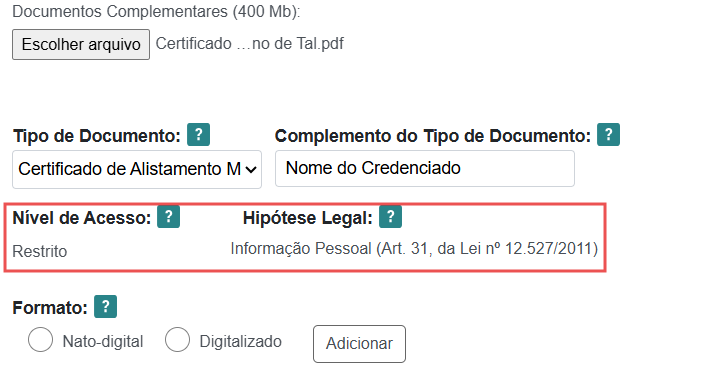 Documentos Complementares (400 Mb):
Escolher arquivo Certificado ...no de Tal.pdf
Tipo de Documento: ? Complemento do Tipo de Documento: ?
Certificado de Alistamento M Nome do Credenciado
Nível de Acesso: ? Hipótese Legal: ?
Restrito Informação Pessoal (Art. 31, da Lei nº 12.527/2011)
Formato: ?
Nato-digital Digitalizado Adicionar